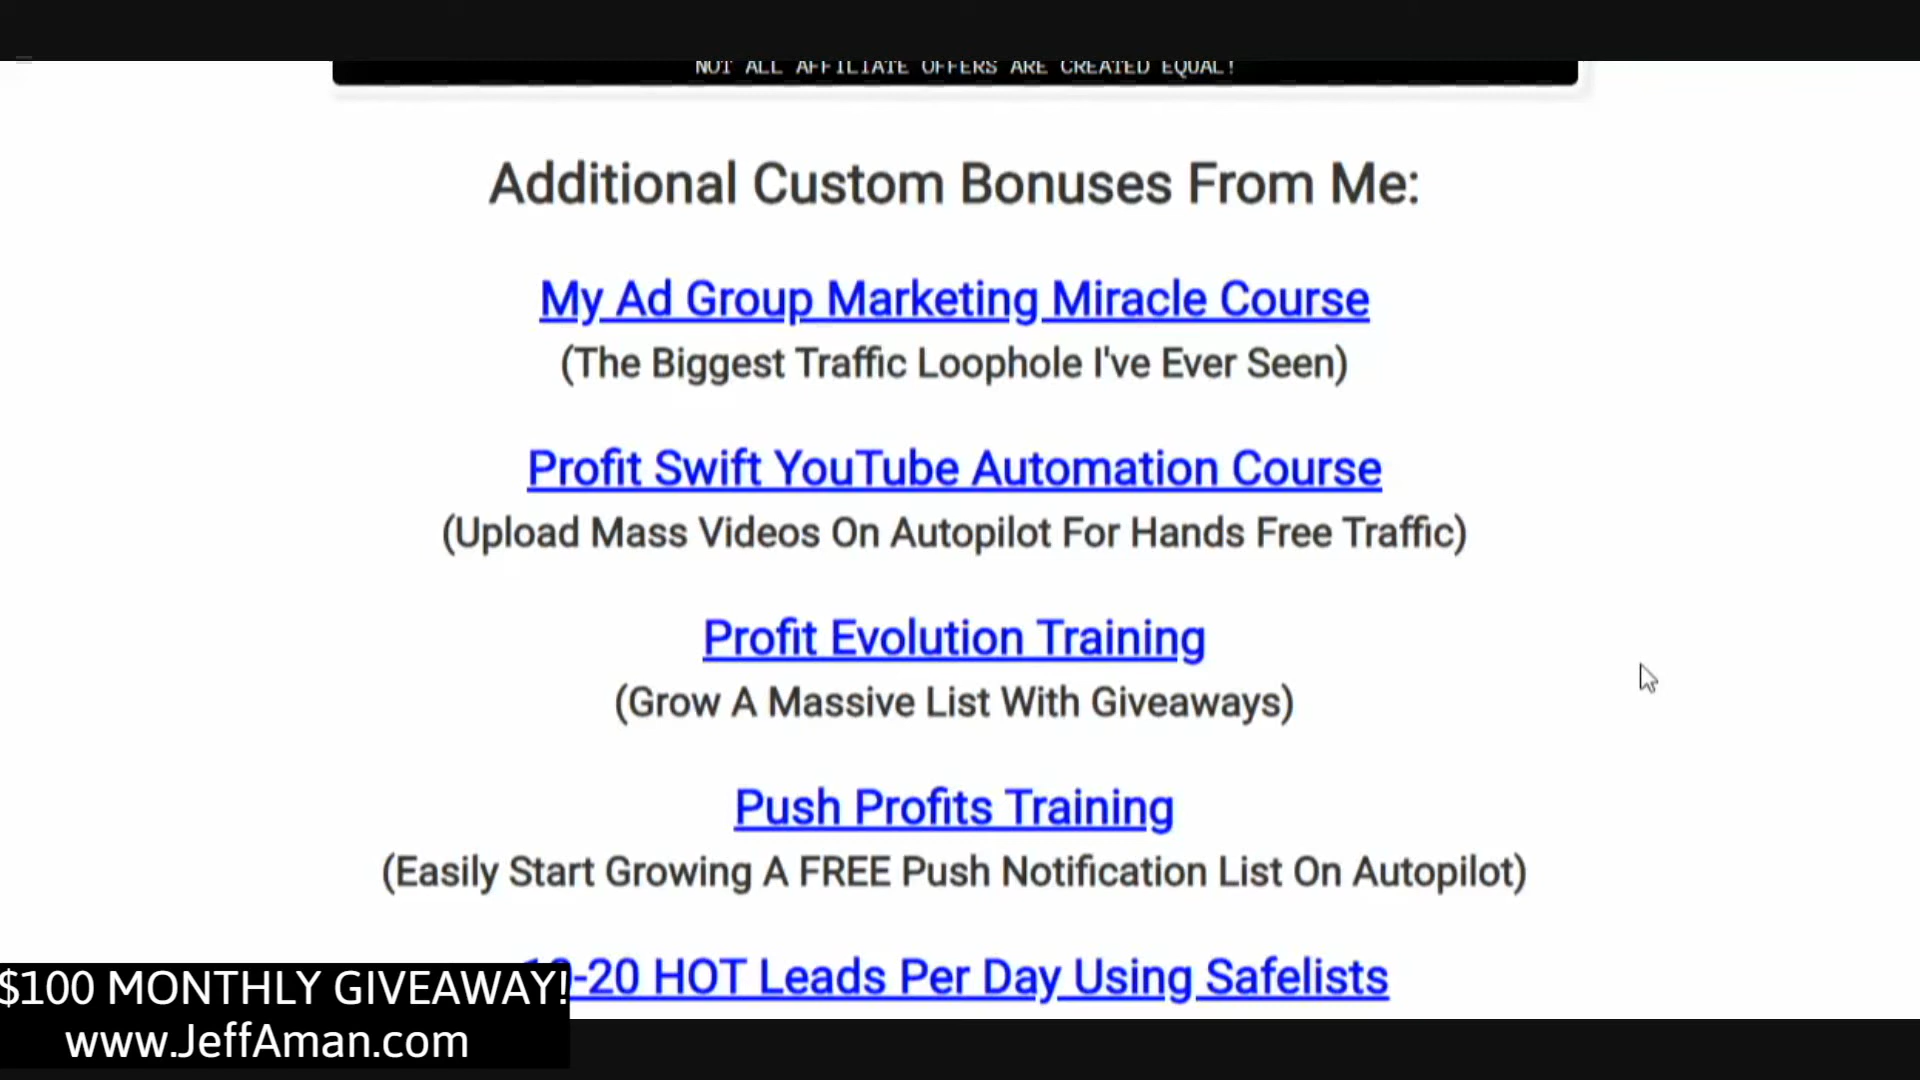 NOT ALL AFFILIATE OFFERS ARE CREATED EQUAL!
Additional Custom Bonuses From Me:
My Ad Group Marketing Miracle Course
(The Biggest Traffic Loophole I've Ever Seen)
Profit Swift YouTube Automation Course
(Upload Mass Videos On Autopilot For Hands Free Traffic)
Profit Evolution Training
(Grow A Massive List With Giveaways)
Push Profits Training
(Easily Start Growing A FREE Push Notification List On Autopilot)
-20 HOT Leads Per Day Using Safelists
$100 MONTHLY GIVEAWAY!
www.JeffAman.com